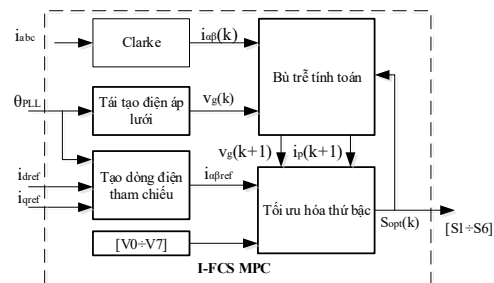 iabc
Clarke
iαβ(k)
Bù trễ tính toán
θPLL
Tái tạo điện áp
lưới
vg(k)
vg(k+1)
ip(k+1)
idref
iqref
Tạo dòng điện
tham chiếu
iαβref
Tối ưu hóa thứ bậc
Sopt(k)
[S1÷S6]
[V0÷V7]
I-FCS MPC